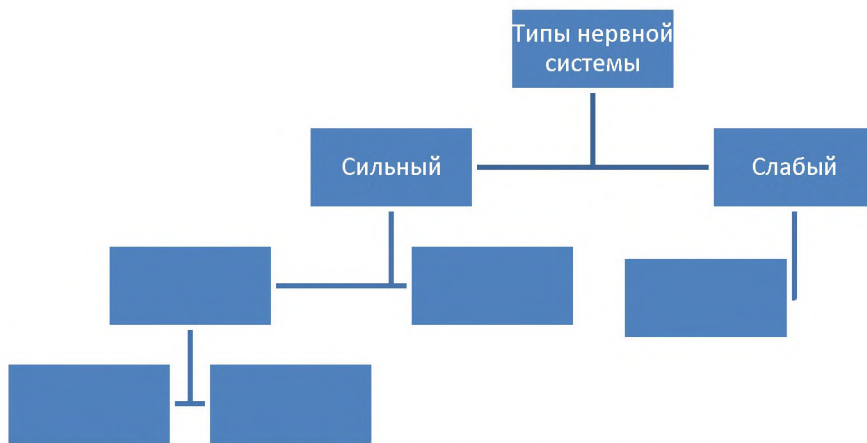 Типы нервной
системы
Сильный
Слабый